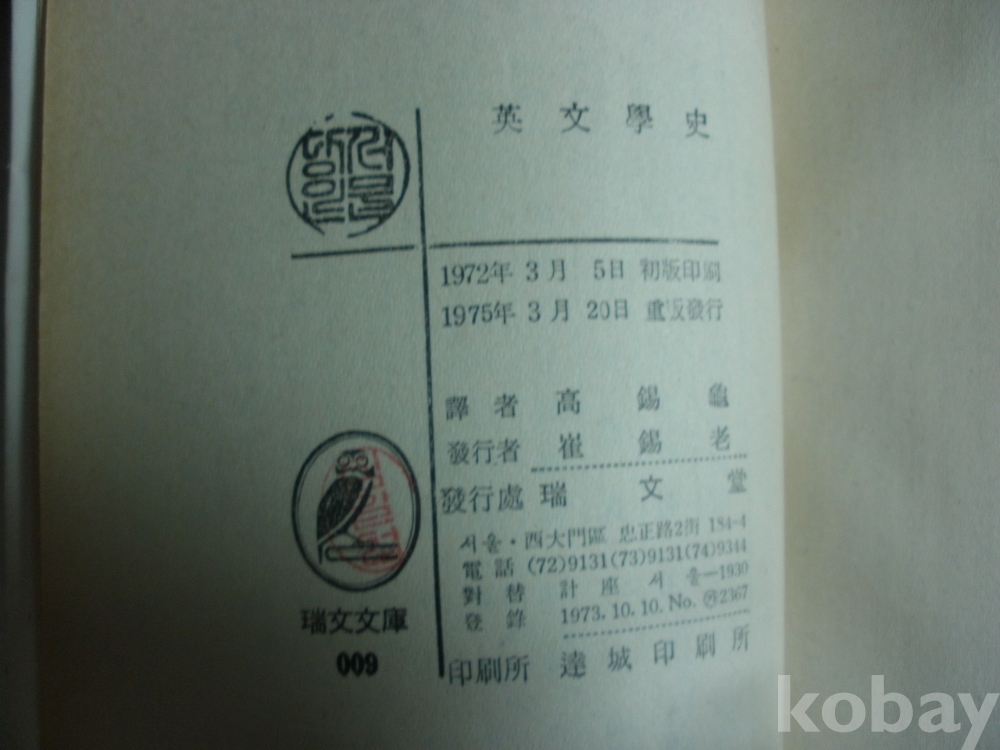 英文學史
1972年 3月 5日 初版印刷
1975年 3月 20日 重版發行
譯者 高錫龜
發行者 崔錫老
發行處 瑞文堂
서울・西大門區 忠正路2街 184-4
電話 (72)9131(73)9131(74)9344
對替計座 서울—1930
登錄 1973. 10. 10. No. ㉮2367
印刷所 達城印刷所
瑞文文庫
009
kobay